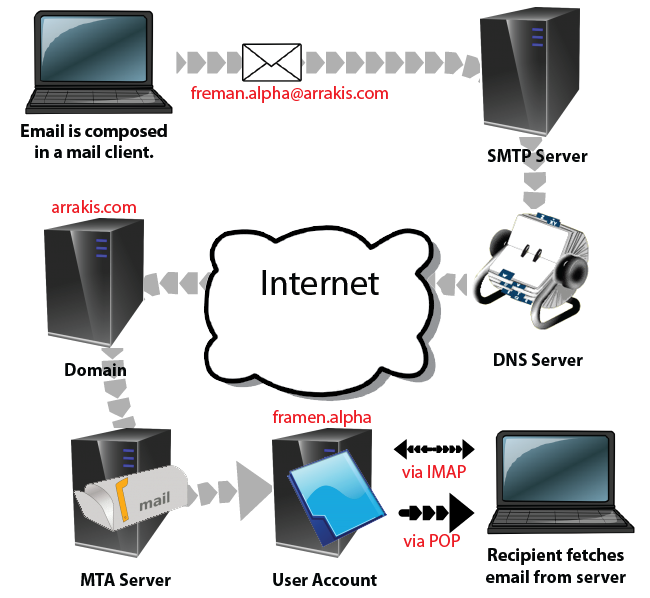 freman.alpha@arrakis.com
Email is composed
in a mail client.
SMTP Server
arrakis.com
Internet
Domain
DNS Server
framen.alpha
via IMAP
mail
via POP
MTA Server
User Account
Recipient fetches
email from server